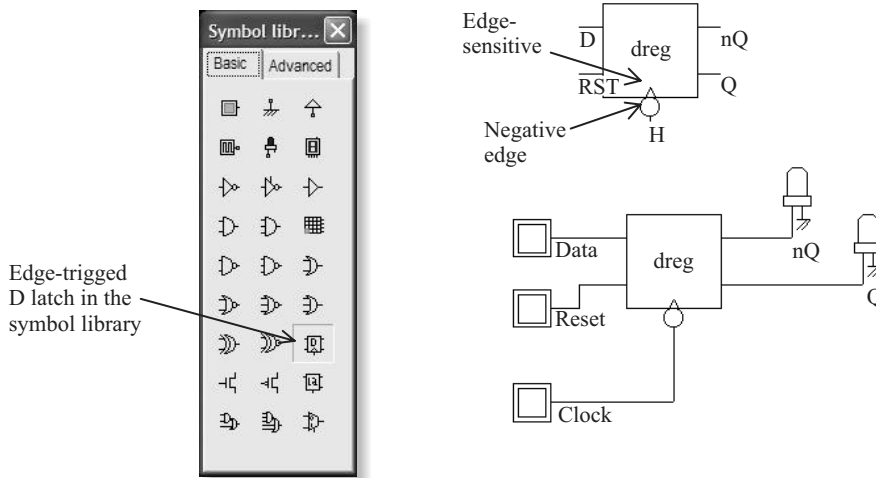 Symbol libr...
Basic
Advanced
Edge-trigged
D latch in the
symbol library
D
Edge-
sensitive
D
dreg
nQ
RST
Q
Negative
edge
H
Data
dreg
nQ
Reset
Q
Clock